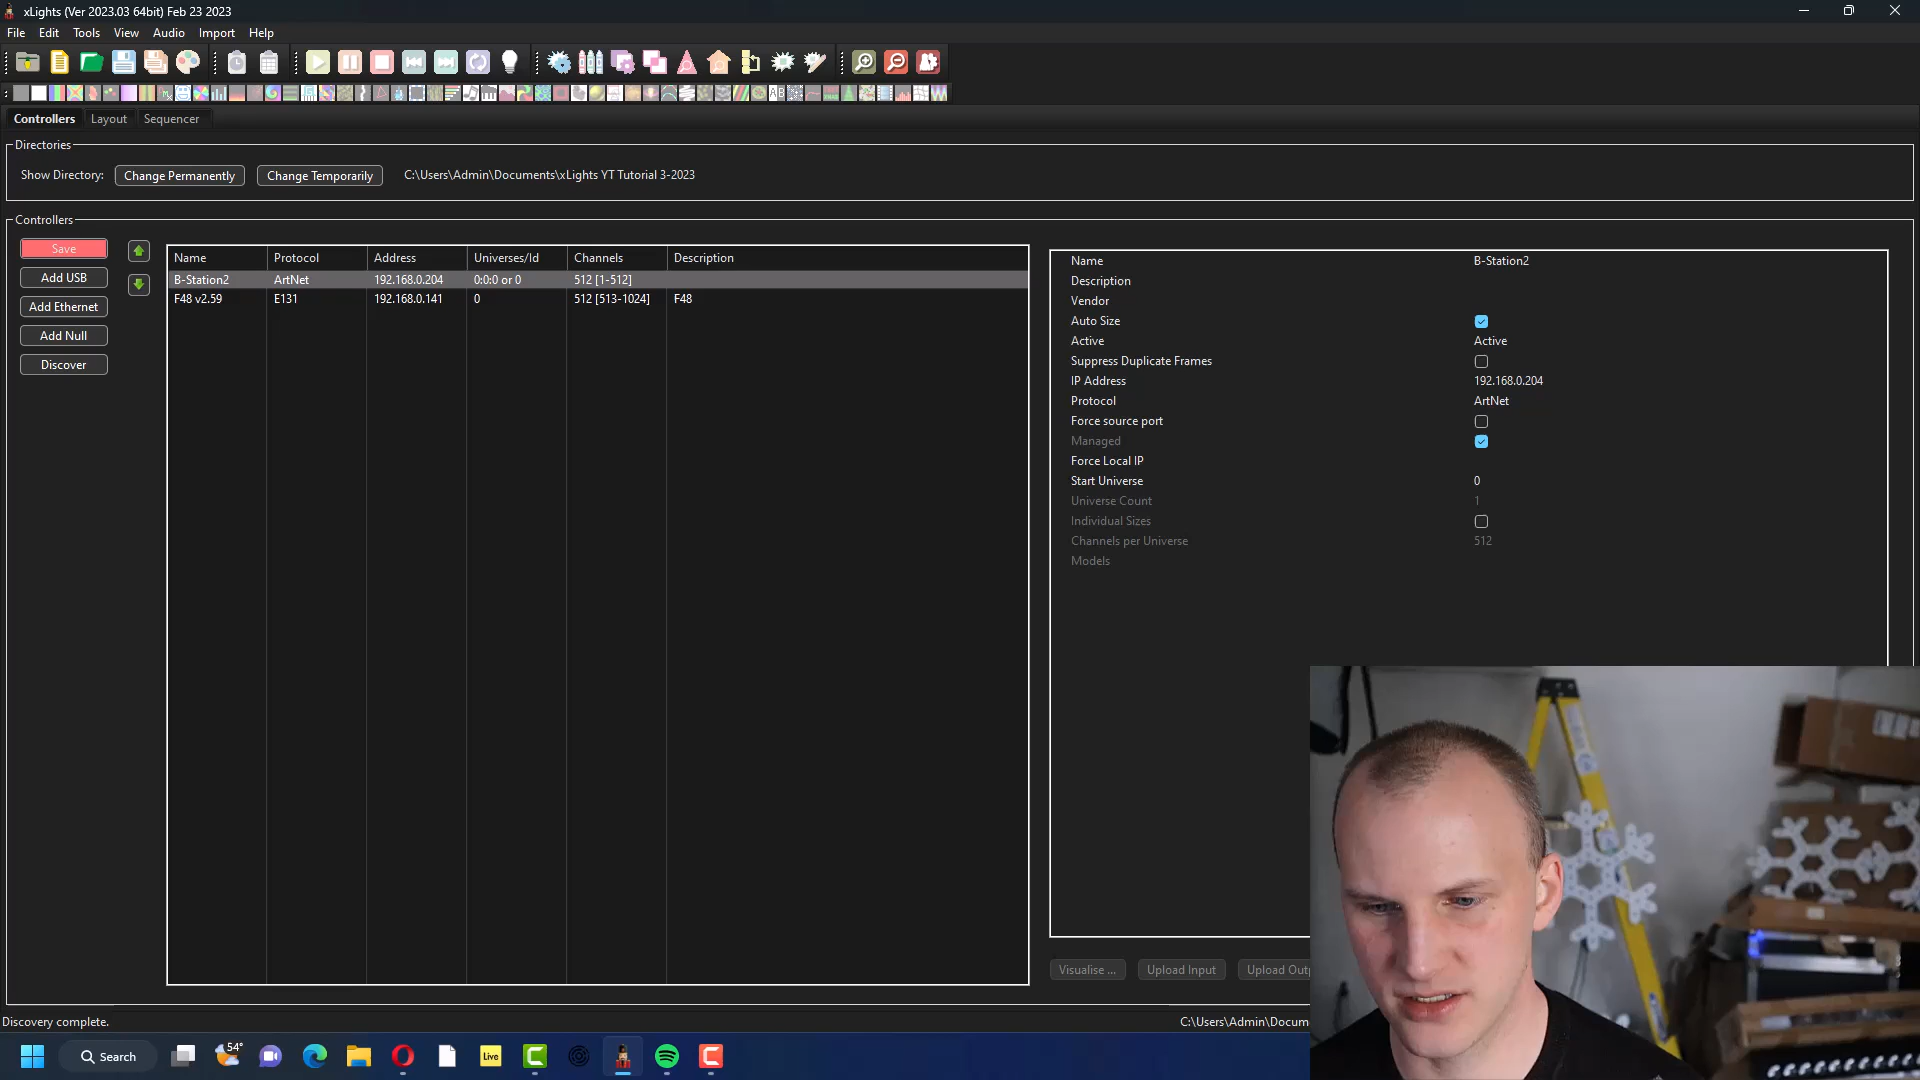 xLights (Ver 2023.03 64bit) Feb 23 2023
File Edit Tools View Audio Import Help
Controllers Layout Sequencer
Directories
Show Directory: Change Permanently Change Temporarily C:\Users\Admin\Documents\xLights YT Tutorial 3-2023
Controllers
Save
Add USB
Add Ethernet
Add Null
Discover
Name Protocol Address Universes/Id Channels Description
B-Station2 ArtNet 192.168.0.204 0:0:0 or 0 512 [1-512]
F48 v2.59 E131 192.168.0.141 0 512 [513-1024] F48
Name B-Station2
Description
Vendor
Auto Size
Active Active
Suppress Duplicate Frames
IP Address 192.168.0.204
Protocol ArtNet
Force source port
Managed
Force Local IP
Start Universe 0
Universe Count 1
Individual Sizes
Channels per Universe 512
Models
Visualise ... Upload Input Upload Outp
Discovery complete. C:\Users\Admin\Docum
54° Search Live